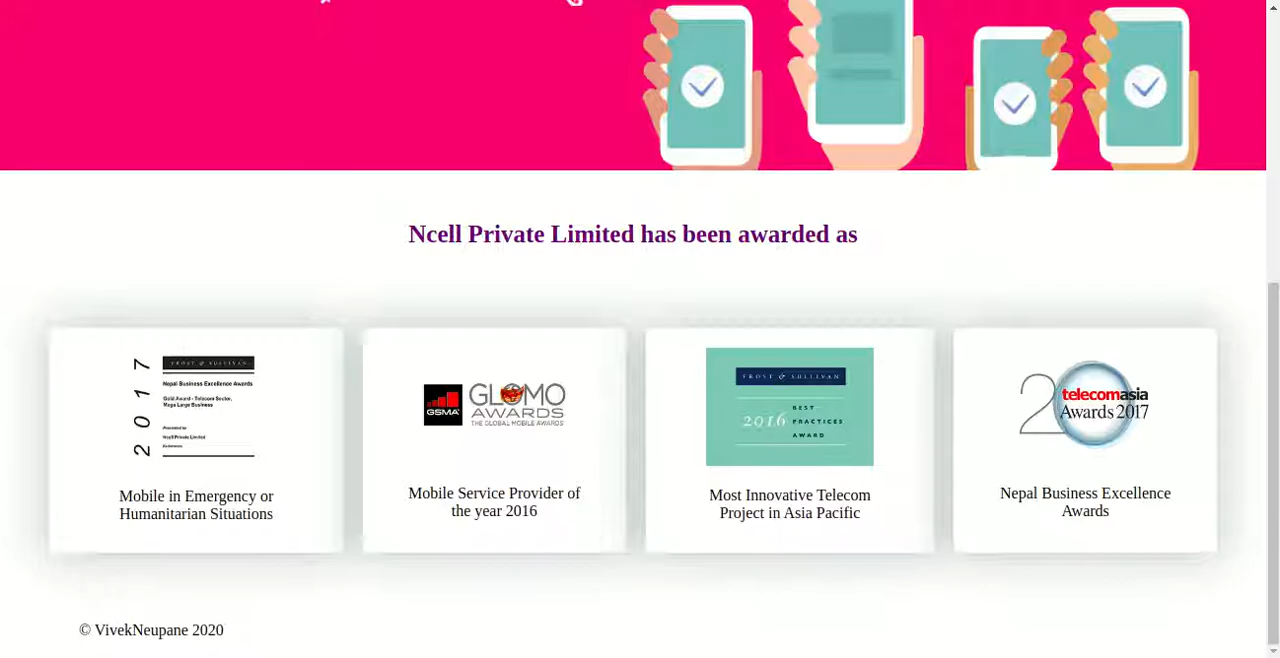 Ncell Private Limited has been awarded as
2017
FROST & SULLIVAN
Nepal Business Excellence Awards
Gold Award - Telecom Sector,
Mega Large Business
Presented to
Ncell Private Limited
Mobile in Emergency or
Humanitarian Situations
GSMA
GLOMO
AWARDS
THE GLOBAL MOBILE AWARDS
Mobile Service Provider of
the year 2016
FROST & SULLIVAN
2016
BEST
PRACTICES
AWARD
Most Innovative Telecom
Project in Asia Pacific
20
telecomasia
Awards 2017
Nepal Business Excellence
Awards
© VivekNeupane 2020